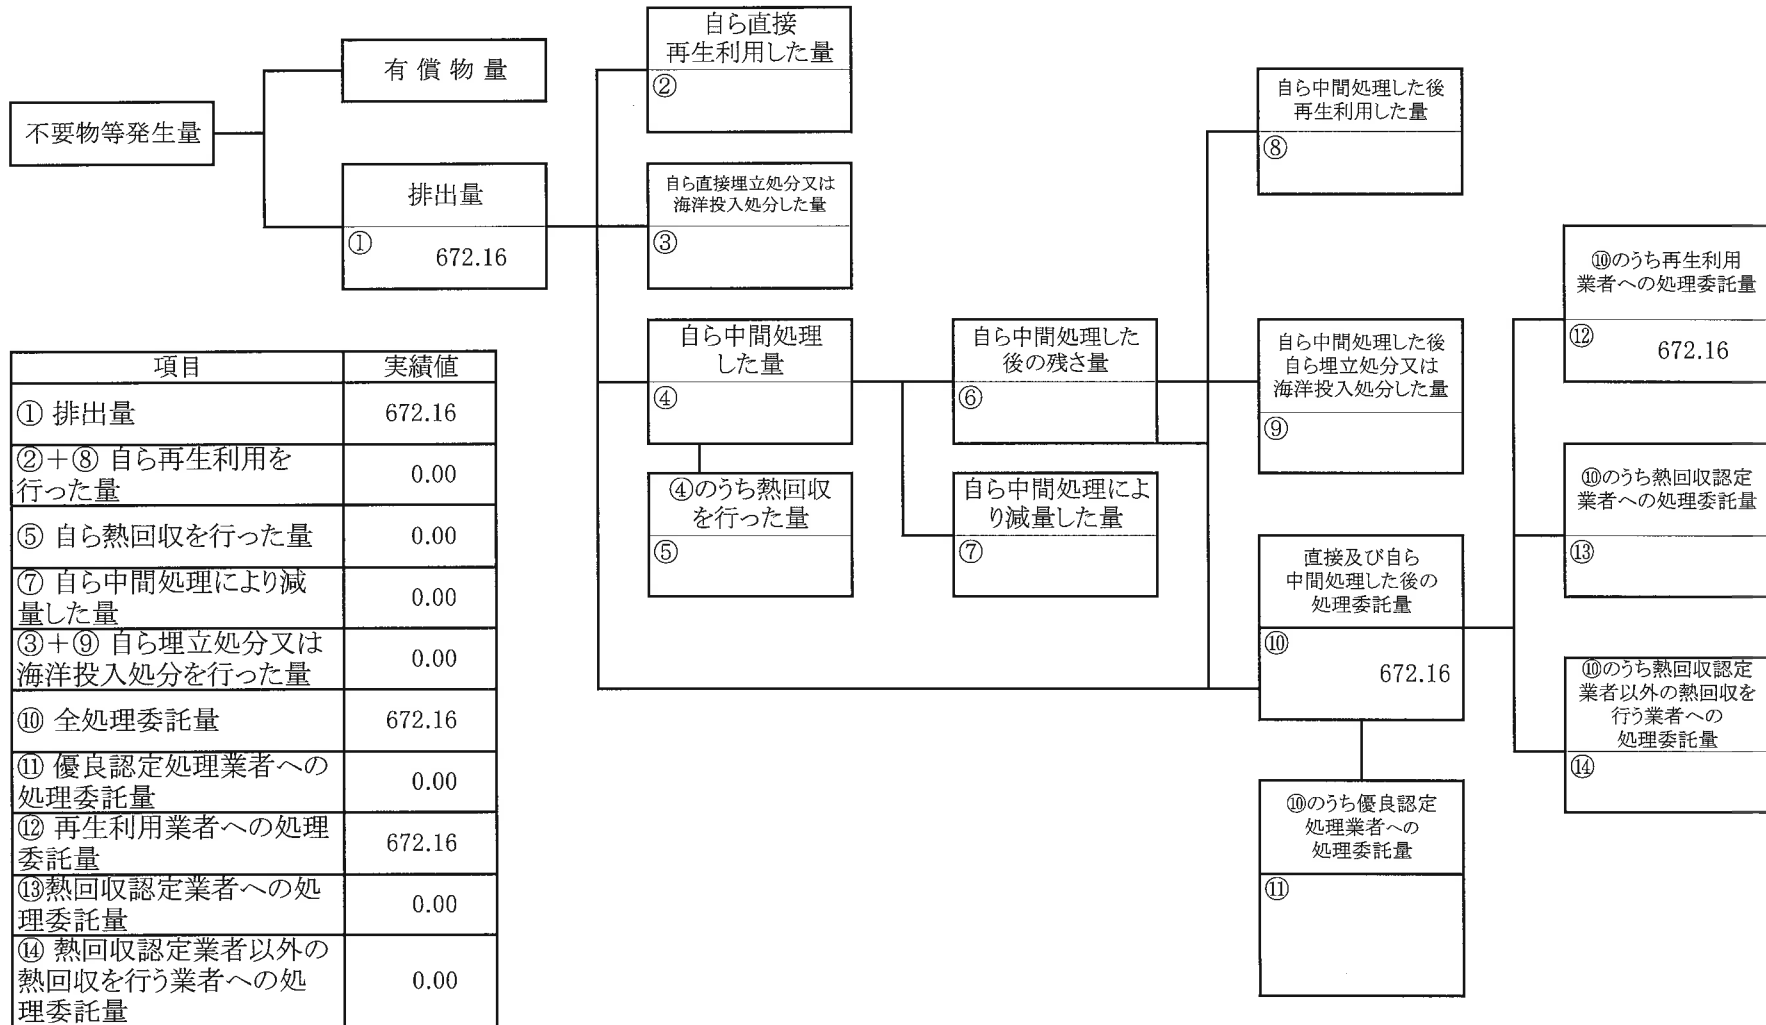 不要物等発生量
有 償 物 量
排出量
①
672.16
自ら直接
再生利用した量
②
自ら直接埋立処分又は
海洋投入処分した量
③
自ら中間処理
した量
④
④のうち熱回収
を行った量
⑤
自ら中間処理した
後の残さ量
⑥
自ら中間処理によ
り減量した量
⑦
自ら中間処理した後
再生利用した量
⑧
自ら中間処理した後
自ら埋立処分又は
海洋投入処分した量
⑨
直接及び自ら
中間処理した後の
処理委託量
⑩
672.16
⑩のうち優良認定
処理業者への
処理委託量
⑪
⑩のうち再生利用
業者への処理委託量
⑫
672.16
⑩のうち熱回収認定
業者への処理委託量
⑬
⑩のうち熱回収認定
業者以外の熱回収を
行う業者への
処理委託量
⑭
項目 実績値
① 排出量 672.16
②＋⑧ 自ら再生利用を
行った量 0.00
⑤ 自ら熱回収を行った量 0.00
⑦ 自ら中間処理により減
量した量 0.00
③＋⑨ 自ら埋立処分又は
海洋投入処分を行った量 0.00
⑩ 全処理委託量 672.16
⑪ 優良認定処理業者への
処理委託量 0.00
⑫ 再生利用業者への処理
委託量 672.16
⑬熱回収認定業者への処
理委託量 0.00
⑭ 熱回収認定業者以外の
熱回収を行う業者への処
理委託量 0.00